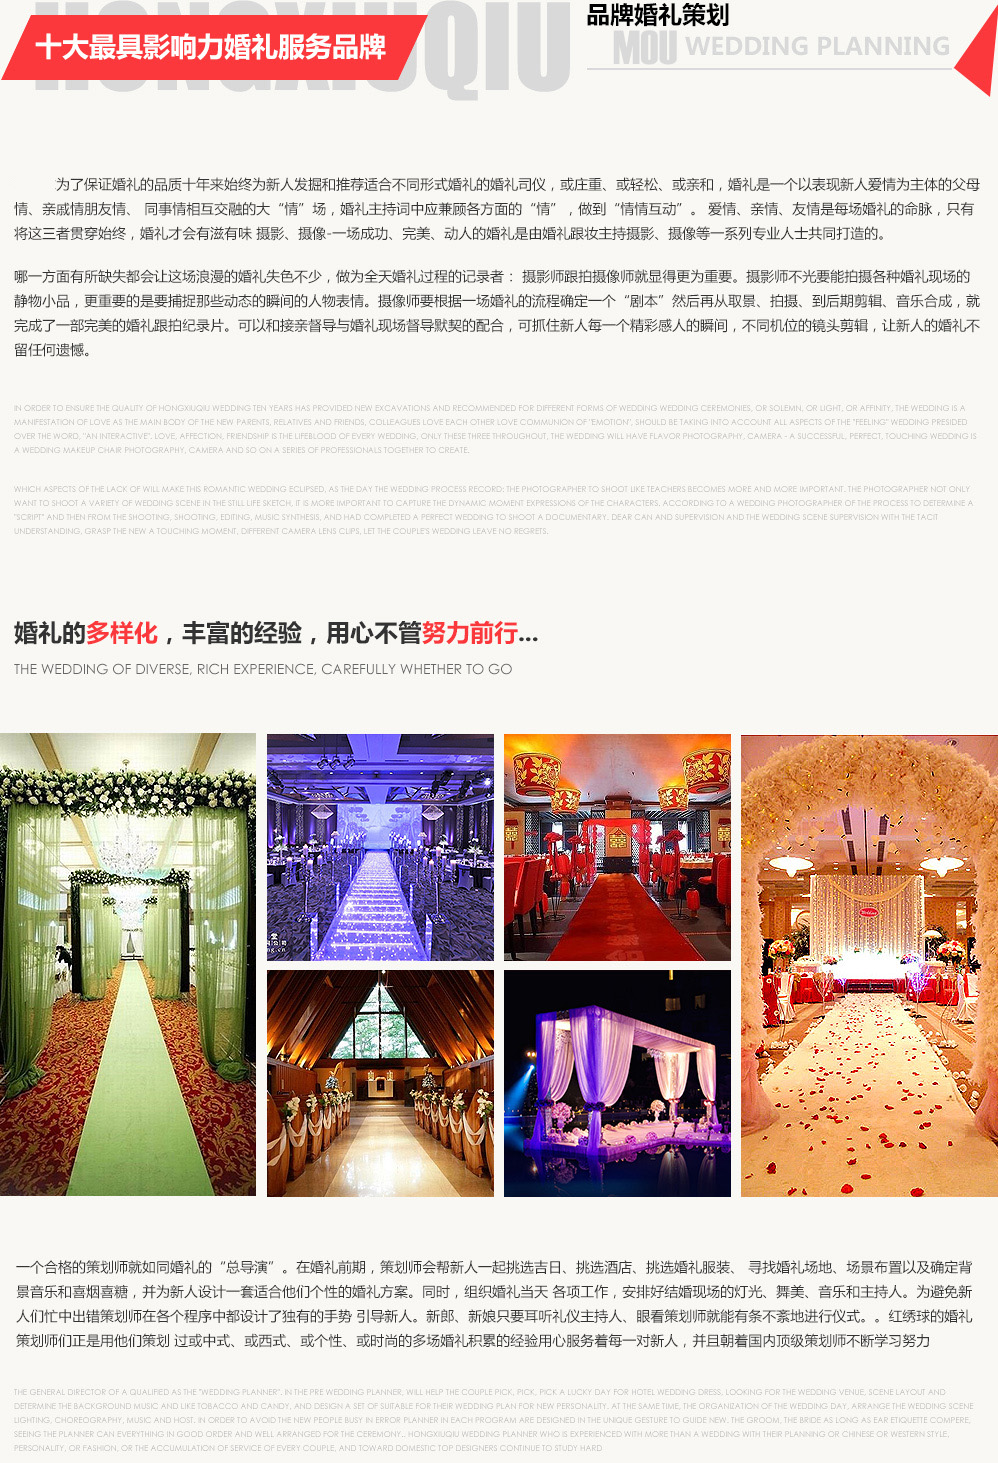 HONGXIUQIU
十大最具影响力婚礼服务品牌
品牌婚礼策划
MOU WEDDING PLANNING
为了保证婚礼的品质十年来始终为新人发掘和推荐适合不同形式婚礼的婚礼司仪，或庄重、或轻松、或亲和，婚礼是一个以表现新人爱情为主体的父母
情、亲戚情朋友情、 同事情相互交融的大“情”场，婚礼主持词中应兼顾各方面的“情”，做到“情情互动”。 爱情、亲情、友情是每场婚礼的命脉，只有
将这三者贯穿始终，婚礼才会有滋有味 摄影、摄像-一场成功、完美、动人的婚礼是由婚礼跟妆主持摄影、摄像等一系列专业人士共同打造的。
哪一方面有所缺失都会让这场浪漫的婚礼失色不少，做为全天婚礼过程的记录者： 摄影师跟拍摄像师就显得更为重要。摄影师不光要能拍摄各种婚礼现场的
静物小品，更重要的是要捕捉那些动态的瞬间的人物表情。摄像师要根据一场婚礼的流程确定一个“剧本”然后再从取景、拍摄、到后期剪辑、音乐合成，就
完成了一部完美的婚礼跟拍纪录片。可以和接亲督导与婚礼现场督导默契的配合，可抓住新人每一个精彩感人的瞬间，不同机位的镜头剪辑，让新人的婚礼不
留任何遗憾。
IN ORDER TO ENSURE THE QUALITY OF HONGXIUQIU WEDDING TEN YEARS HAS PROVIDED NEW EXCAVATIONS AND RECOMMENDED FOR DIFFERENT FORMS OF WEDDING WEDDING CEREMONIES, OR SOLEMN, OR LIGHT, OR AFFINITY, THE WEDDING IS A
MANIFESTATION OF LOVE AS THE MAIN BODY OF THE NEW PARENTS, RELATIVES AND FRIENDS, COLLEAGUES LOVE EACH OTHER LOVE COMMUNION OF "EMOTION", SHOULD BE TAKING INTO ACCOUNT ALL ASPECTS OF THE "FEELING" WEDDING PRESIDED
OVER THE WORD, "AN INTERACTIVE". LOVE, AFFECTION, FRIENDSHIP IS THE LIFEBLOOD OF EVERY WEDDING, ONLY THESE THREE THROUGHOUT, THE WEDDING WILL HAVE FLAVOR PHOTOGRAPHY, CAMERA - A SUCCESSFUL, PERFECT, TOUCHING WEDDING IS
A WEDDING MAKEUP CHAIR PHOTOGRAPHY, CAMERA AND SO ON A SERIES OF PROFESSIONALS TOGETHER TO CREATE.
WHICH ASPECTS OF THE LACK OF WILL MAKE THIS ROMANTIC WEDDING ECLIPSED, AS THE DAY THE WEDDING PROCESS RECORD: THE PHOTOGRAPHER TO SHOOT LIKE TEACHERS BECOMES MORE AND MORE IMPORTANT. THE PHOTOGRAPHER NOT ONLY
WANT TO SHOOT A VARIETY OF WEDDING SCENE IN THE STILL LIFE SKETCH, IT IS MORE IMPORTANT TO CAPTURE THE DYNAMIC MOMENT EXPRESSIONS OF THE CHARACTERS. ACCORDING TO A WEDDING PHOTOGRAPHER OF THE PROCESS TO DETERMINE A
"SCRIPT" AND THEN FROM THE SHOOTING, SHOOTING, EDITING, MUSIC SYNTHESIS, AND HAD COMPLETED A PERFECT WEDDING TO SHOOT A DOCUMENTARY. DEAR CAN AND SUPERVISION AND THE WEDDING SCENE SUPERVISION WITH THE TACIT
UNDERSTANDING, GRASP THE NEW A TOUCHING MOMENT, DIFFERENT CAMERA LENS CLIPS, LET THE COUPLE'S WEDDING LEAVE NO REGRETS.
婚礼的多样化，丰富的经验，用心不管努力前行...
THE WEDDING OF DIVERSE, RICH EXPERIENCE, CAREFULLY WHETHER TO GO
一个合格的策划师就如同婚礼的“总导演”。在婚礼前期，策划师会帮新人一起挑选吉日、挑选酒店、挑选婚礼服装、 寻找婚礼场地、场景布置以及确定背
景音乐和喜烟喜糖，并为新人设计一套适合他们个性的婚礼方案。同时，组织婚礼当天 各项工作，安排好结婚现场的灯光、舞美、音乐和主持人。为避免新
人们忙中出错策划师在各个程序中都设计了独有的手势 引导新人。新郎、新娘只要耳听礼仪主持人、眼看策划师就能有条不紊地进行仪式。。红绣球的婚礼
策划师们正是用他们策划 过或中式、或西式、或个性、或时尚的多场婚礼积累的经验用心服务着每一对新人，并且朝着国内顶级策划师不断学习努力
THE GENERAL DIRECTOR OF A QUALIFIED AS THE "WEDDING PLANNER". IN THE PRE WEDDING PLANNER, WILL HELP THE COUPLE PICK, PICK, PICK A LUCKY DAY FOR HOTEL WEDDING DRESS, LOOKING FOR THE WEDDING VENUE, SCENE LAYOUT AND
DETERMINE THE BACKGROUND MUSIC AND LIKE TOBACCO AND CANDY, AND DESIGN A SET OF SUITABLE FOR THEIR WEDDING PLAN FOR NEW PERSONALITY. AT THE SAME TIME, THE ORGANIZATION OF THE WEDDING DAY, ARRANGE THE WEDDING SCENE
LIGHTING, CHOREOGRAPHY, MUSIC AND HOST. IN ORDER TO AVOID THE NEW PEOPLE BUSY IN ERROR PLANNER IN EACH PROGRAM ARE DESIGNED IN THE UNIQUE GESTURE TO GUIDE NEW. THE GROOM, THE BRIDE AS LONG AS EAR ETIQUETTE COMPERE,
SEEING THE PLANNER CAN EVERYTHING IN GOOD ORDER AND WELL ARRANGED FOR THE CEREMONY.. HONGXIUQIU WEDDING PLANNER WHO IS EXPERIENCED WITH MORE THAN A WEDDING WITH THEIR PLANNING OR CHINESE OR WESTERN STYLE,
PERSONALITY, OR FASHION, OR THE ACCUMULATION OF SERVICE OF EVERY COUPLE, AND TOWARD DOMESTIC TOP DESIGNERS CONTINUE TO STUDY HARD